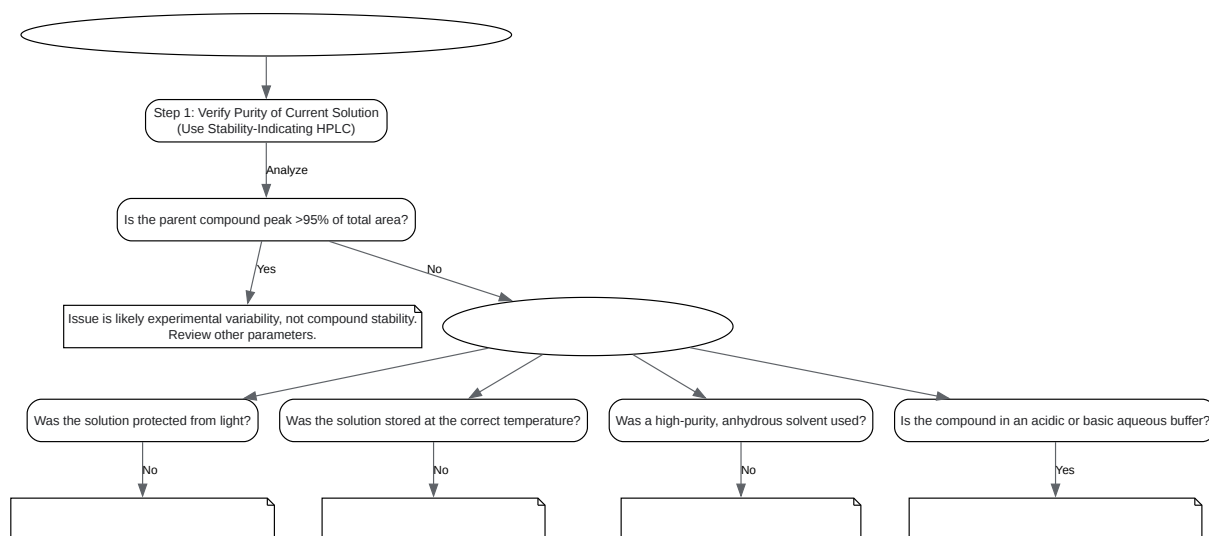 Step 1: Verify Purity of Current Solution
(Use Stability-Indicating HPLC)
Analyze
Is the parent compound peak >95% of total area?
Yes
No
Issue is likely experimental variability, not compound stability.
Review other parameters.
Was the solution protected from light?
Was the solution stored at the correct temperature?
Was a high-purity, anhydrous solvent used?
Is the compound in an acidic or basic aqueous buffer?
No
No
No
Yes